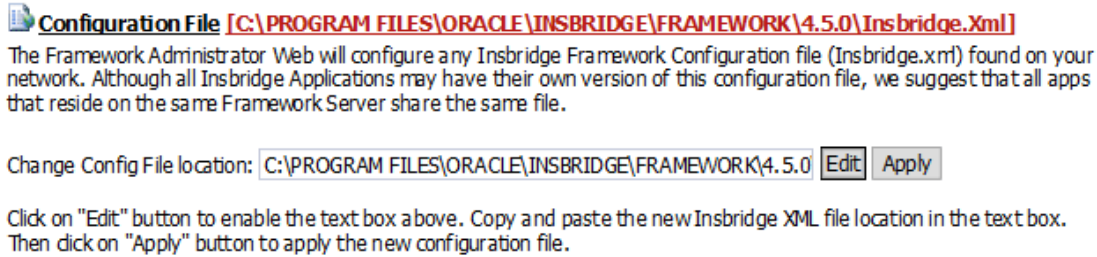 Configuration File [C:\PROGRAM FILES\ORACLE\INSBRIDGE\FRAMEWORK\4.5.0\Insbridge.Xml]
The Framework Administrator Web will configure any Insbridge Framework Configuration file (Insbridge.xml) found on your
network. Although all Insbridge Applications may have their own version of this configuration file, we suggest that all apps
that reside on the same Framework Server share the same file.
Change Config File location: C:\PROGRAM FILES\ORACLE\INSBRIDGE\FRAMEWORK\4.5.0 Edit Apply
Click on "Edit" button to enable the text box above. Copy and paste the new Insbridge XML file location in the text box.
Then click on "Apply" button to apply the new configuration file.